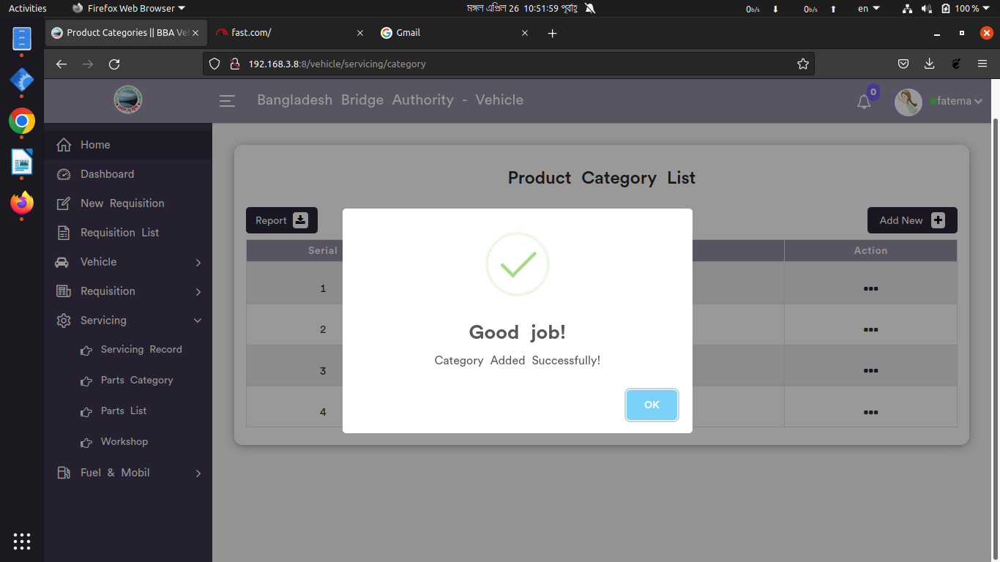 Activities Firefox Web Browser মঙ্গল এপ্রিল 26 10:51:59 পূর্বাহ্ণ 0b/s 0b/s en 100 %
Product Categories || BBA Vel fast.com/ Gmail
192.168.3.8:8/vehicle/servicing/category
Bangladesh Bridge Authority - Vehicle 0 fatema
Home
Dashboard
New Requisition
Requisition List
Vehicle
Requisition
Servicing
Servicing Record
Parts Category
Parts List
Workshop
Fuel & Mobil
Product Category List
Report Add New
Serial Action
1
2
3
4
Good job!
Category Added Successfully!
OK